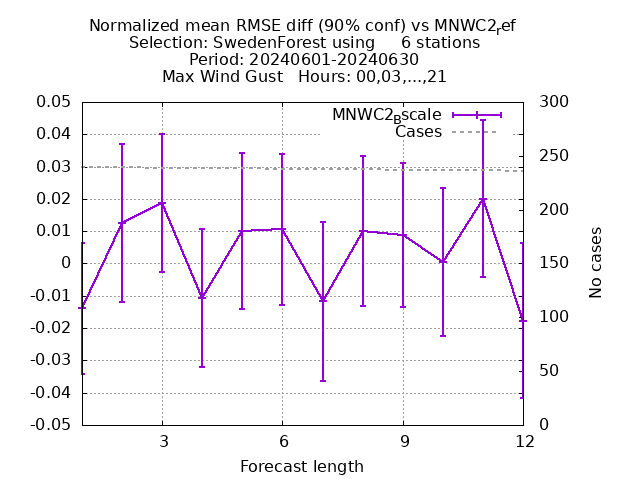 Normalized mean RMSE diff (90% conf) vs MNWC2ref
Selection: SwedenForest using 6 stations
Period: 20240601-20240630
Max Wind Gust Hours: 00,03,...,21
MNWC2Bscale
Cases
0.05
0.04
0.03
0.02
0.01
0
-0.01
-0.02
-0.03
-0.04
-0.05
300
250
200
150
100
50
0
No cases
3 6 9 12
Forecast length